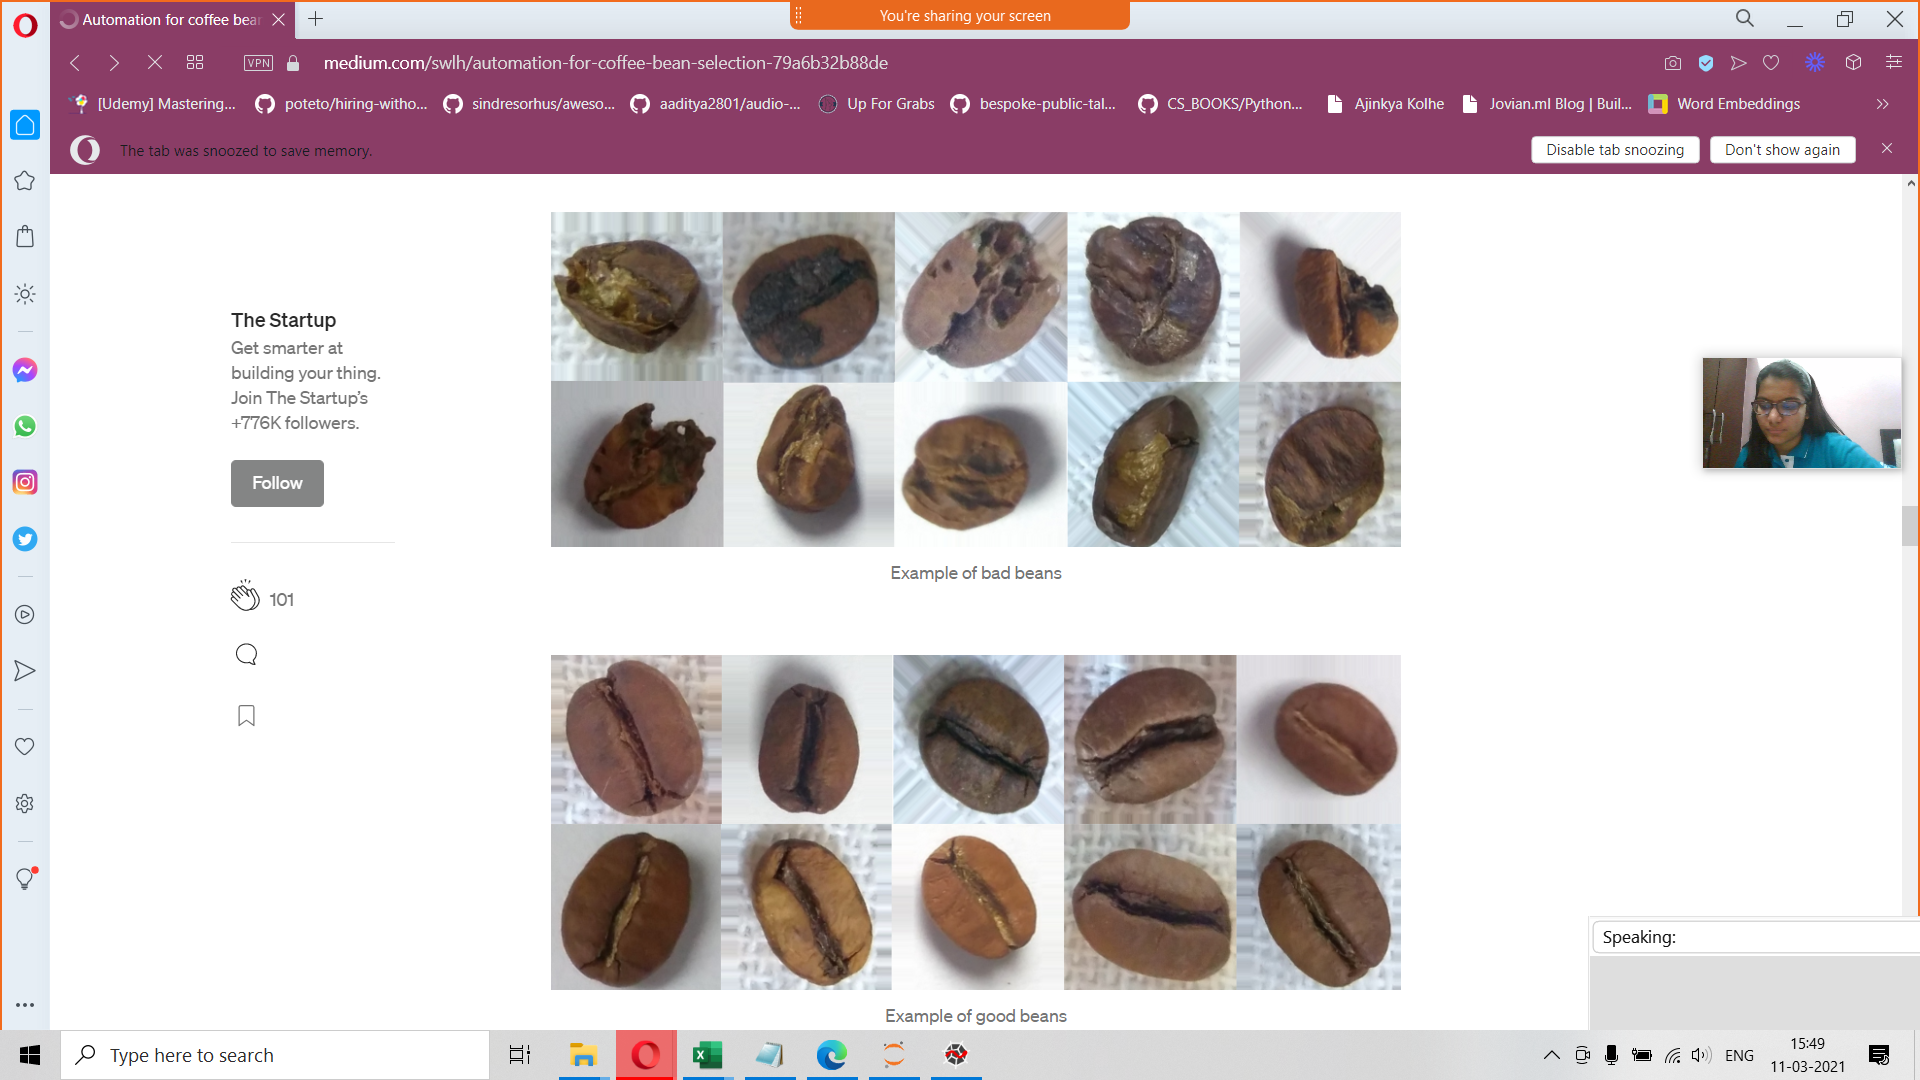 Automation for coffee bear
You're sharing your screen
VPN
medium.com/swlh/automation-for-coffee-bean-selection-79a6b32b88de
[Udemy] Mastering...
poteto/hiring-witho...
sindresorhus/aweso...
aaditya2801/audio-...
Up For Grabs
bespoke-public-tal...
CS_BOOKS/Python...
Ajinkya Kolhe
Jovian.ml Blog | Buil...
Word Embeddings
The tab was snoozed to save memory.
Disable tab snoozing
Don't show again
The Startup
Get smarter at
building your thing.
Join The Startup's
+776K followers.
Follow
101
Example of bad beans
Example of good beans
Speaking:
Type here to search
ENG
15:49
11-03-2021